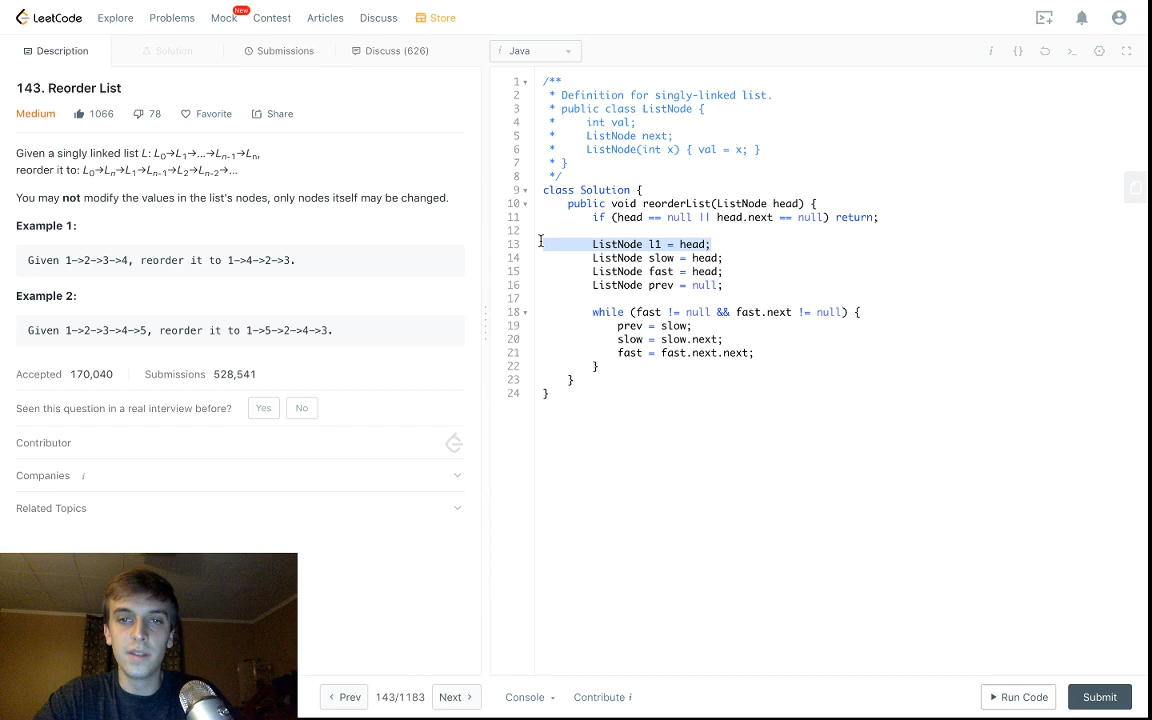 LeetCode Explore Problems Mock New Contest Articles Discuss Store
Description Solution Submissions Discuss (626) i Java
143. Reorder List
Medium 1066 78 Favorite Share
Given a singly linked list L: L0→L1→...→Ln-1→Ln,
reorder it to: L0→Ln→L1→Ln-1→L2→Ln-2→...
You may not modify the values in the list's nodes, only nodes itself may be changed.
Example 1:
Given 1->2->3->4, reorder it to 1->4->2->3.
Example 2:
Given 1->2->3->4->5, reorder it to 1->5->2->4->3.
Accepted 170,040 Submissions 528,541
Seen this question in a real interview before? Yes No
Contributor
Companies i
Related Topics
Prev 143/1183 Next
1 /**
2 * Definition for singly-linked list.
3 * public class ListNode {
4 * int val;
5 * ListNode next;
6 * ListNode(int x) { val = x; }
7 * }
8 */
9 class Solution {
10 public void reorderList(ListNode head) {
11 if (head == null || head.next == null) return;
12
13 ListNode l1 = head;
14 ListNode slow = head;
15 ListNode fast = head;
16 ListNode prev = null;
17
18 while (fast != null && fast.next != null) {
19 prev = slow;
20 slow = slow.next;
21 fast = fast.next.next;
22 }
23 }
24 }
Console Contribute i Run Code Submit